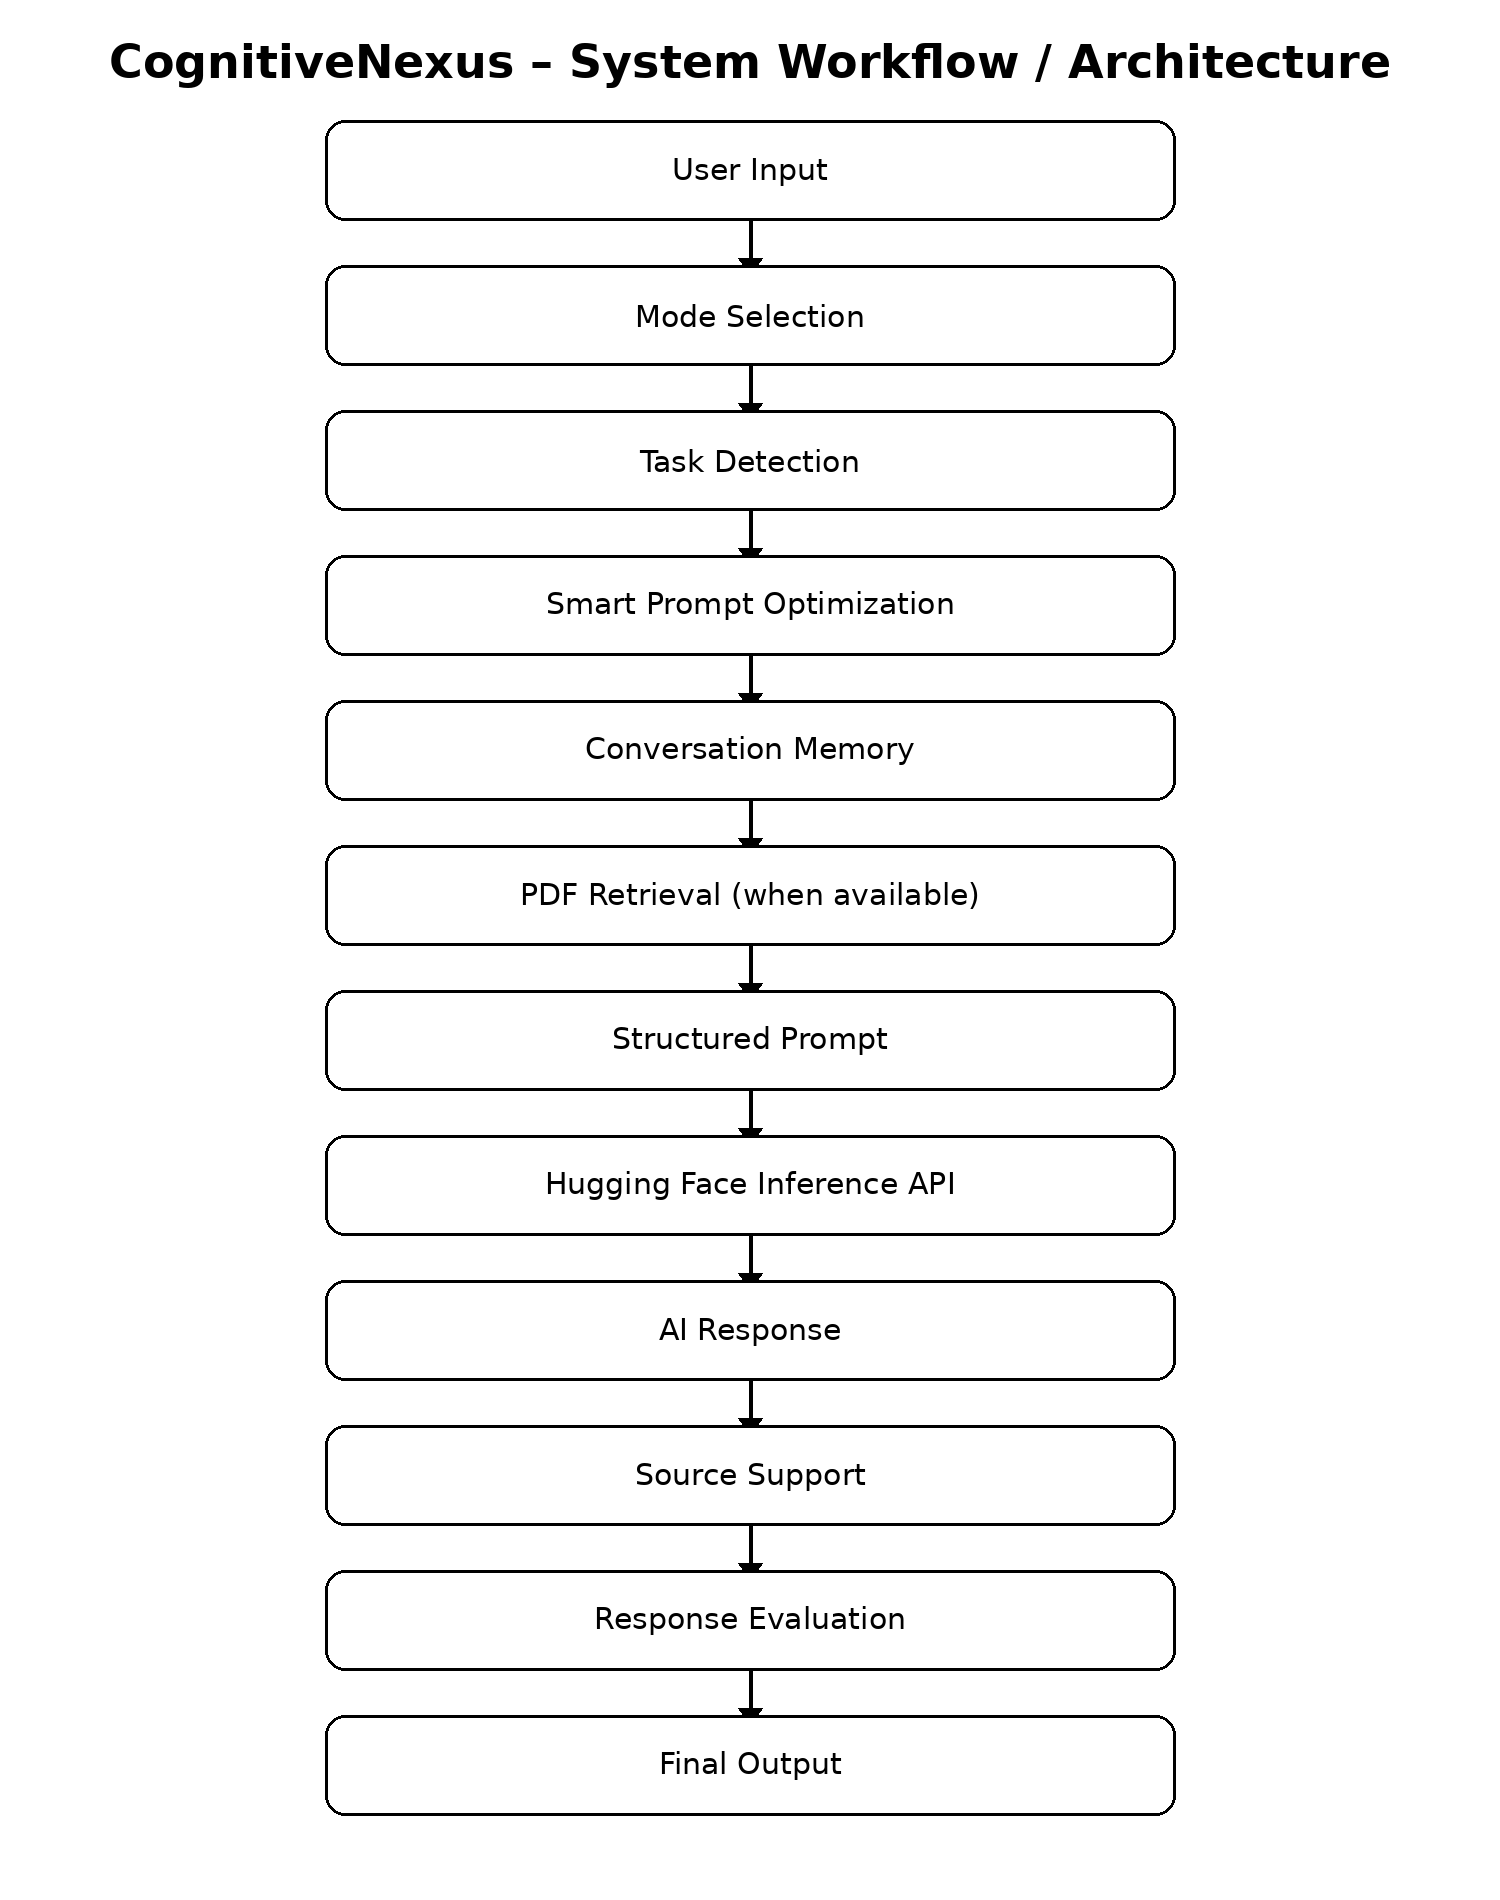 CognitiveNexus – System Workflow / Architecture
User Input
Mode Selection
Task Detection
Smart Prompt Optimization
Conversation Memory
PDF Retrieval (when available)
Structured Prompt
Hugging Face Inference API
AI Response
Source Support
Response Evaluation
Final Output